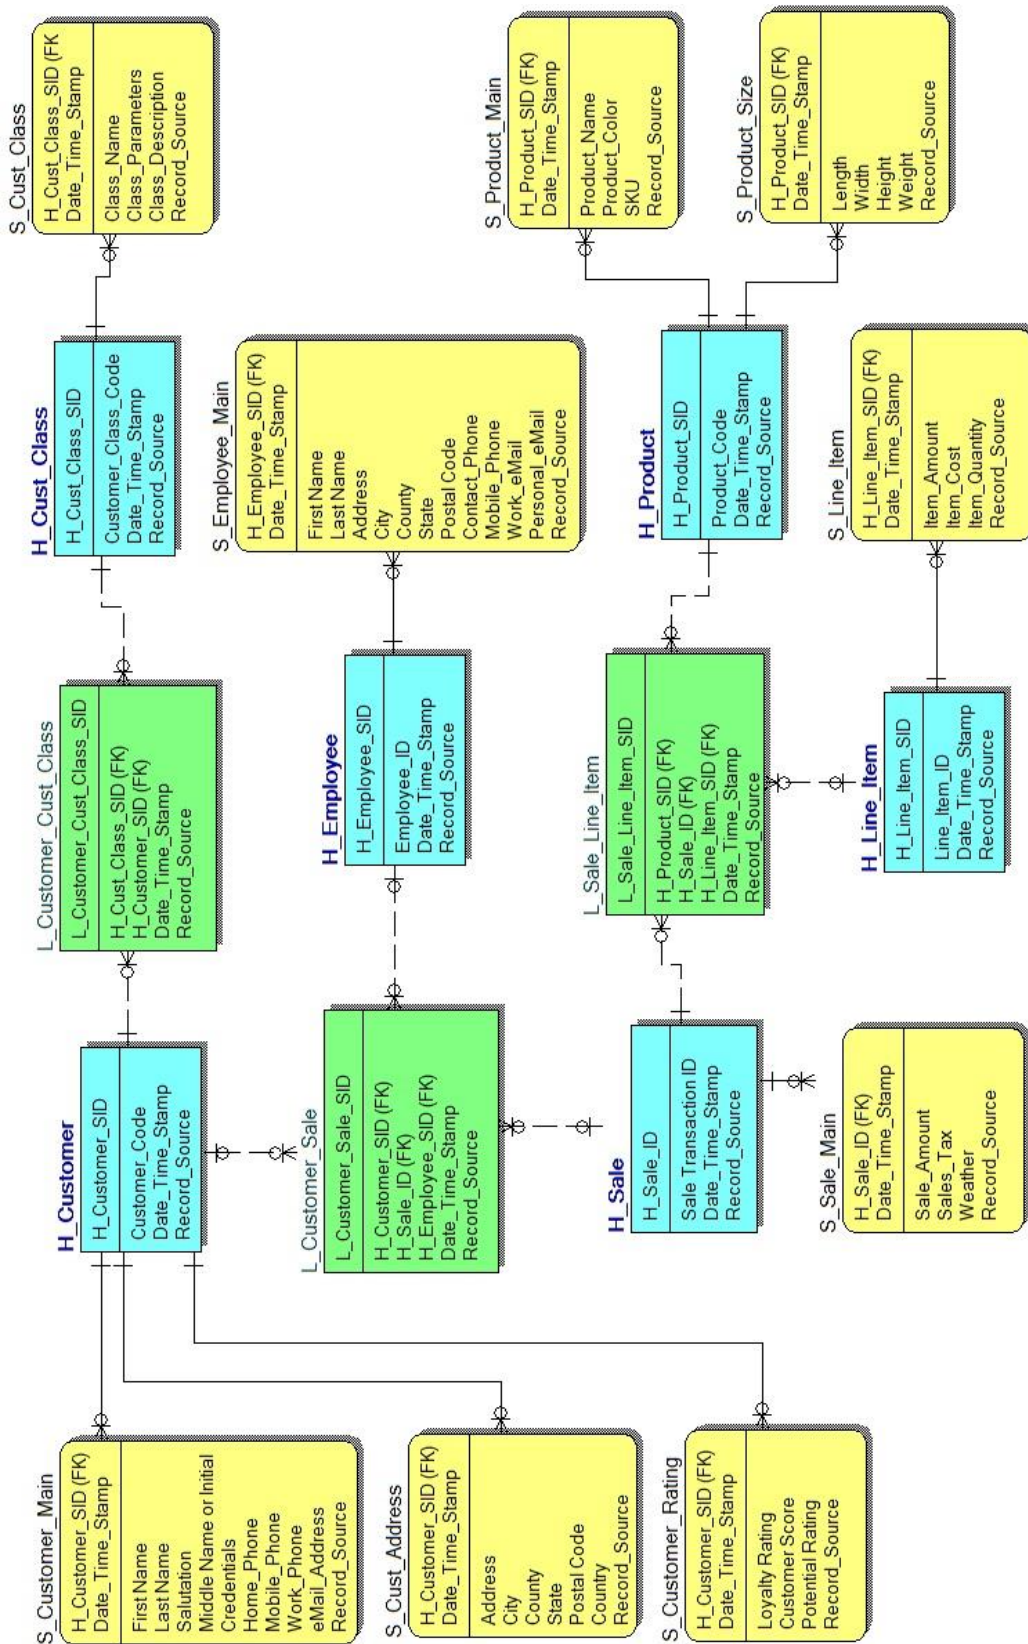 S_Customer_Main
H_Customer_SID (FK)
Date_Time_Stamp
First Name
Last Name
Salutation
Middle Name or Initial
Credentials
Home_Phone
Mobile_Phone
Work_Phone
eMail_Address
Record_Source
S_Cust_Address
H_Customer_SID (FK)
Date_Time_Stamp
Address
City
County
State
Postal Code
Country
Record_Source
S_Customer_Rating
H_Customer_SID (FK)
Date_Time_Stamp
Loyalty Rating
Customer Score
Potential Rating
Record_Source
H_Customer
H_Customer_SID
Customer_Code
Date_Time_Stamp
Record_Source
L_Customer_Sale
L_Customer_Sale_SID
H_Customer_SID (FK)
H_Sale_ID (FK)
H_Employee_SID (FK)
Date_Time_Stamp
Record_Source
H_Sale
H_Sale_ID
Sale Transaction ID
Date_Time_Stamp
Record_Source
S_Sale_Main
H_Sale_ID (FK)
Date_Time_Stamp
Sale_Amount
Sales_Tax
Weather
Record_Source
L_Customer_Cust_Class
L_Customer_Cust_Class_SID
H_Cust_Class_SID (FK)
H_Customer_SID (FK)
Date_Time_Stamp
Record_Source
H_Employee
H_Employee_SID
Employee_ID
Date_Time_Stamp
Record_Source
L_Sale_Line_Item
L_Sale_Line_Item_SID
H_Product_SID (FK)
H_Sale_ID (FK)
H_Line_Item_SID (FK)
Date_Time_Stamp
Record_Source
H_Line_Item
H_Line_Item_SID
Line_Item_ID
Date_Time_Stamp
Record_Source
H_Cust_Class
H_Cust_Class_SID
Customer_Class_Code
Date_Time_Stamp
Record_Source
S_Employee_Main
H_Employee_SID (FK)
Date_Time_Stamp
First Name
Last Name
Address
City
County
State
Postal Code
Contact_Phone
Mobile_Phone
Work_eMail
Personal_eMail
Record_Source
H_Product
H_Product_SID
Product_Code
Date_Time_Stamp
Record_Source
S_Line_Item
H_Line_Item_SID (FK)
Date_Time_Stamp
Item_Amount
Item_Cost
Item_Quantity
Record_Source
S_Cust_Class
H_Cust_Class_SID (FK
Date_Time_Stamp
Class_Name
Class_Parameters
Class_Description
Record_Source
S_Product_Main
H_Product_SID (FK)
Date_Time_Stamp
Product_Name
Product_Color
SKU
Record_Source
S_Product_Size
H_Product_SID (FK)
Date_Time_Stamp
Length
Width
Height
Weight
Record_Source